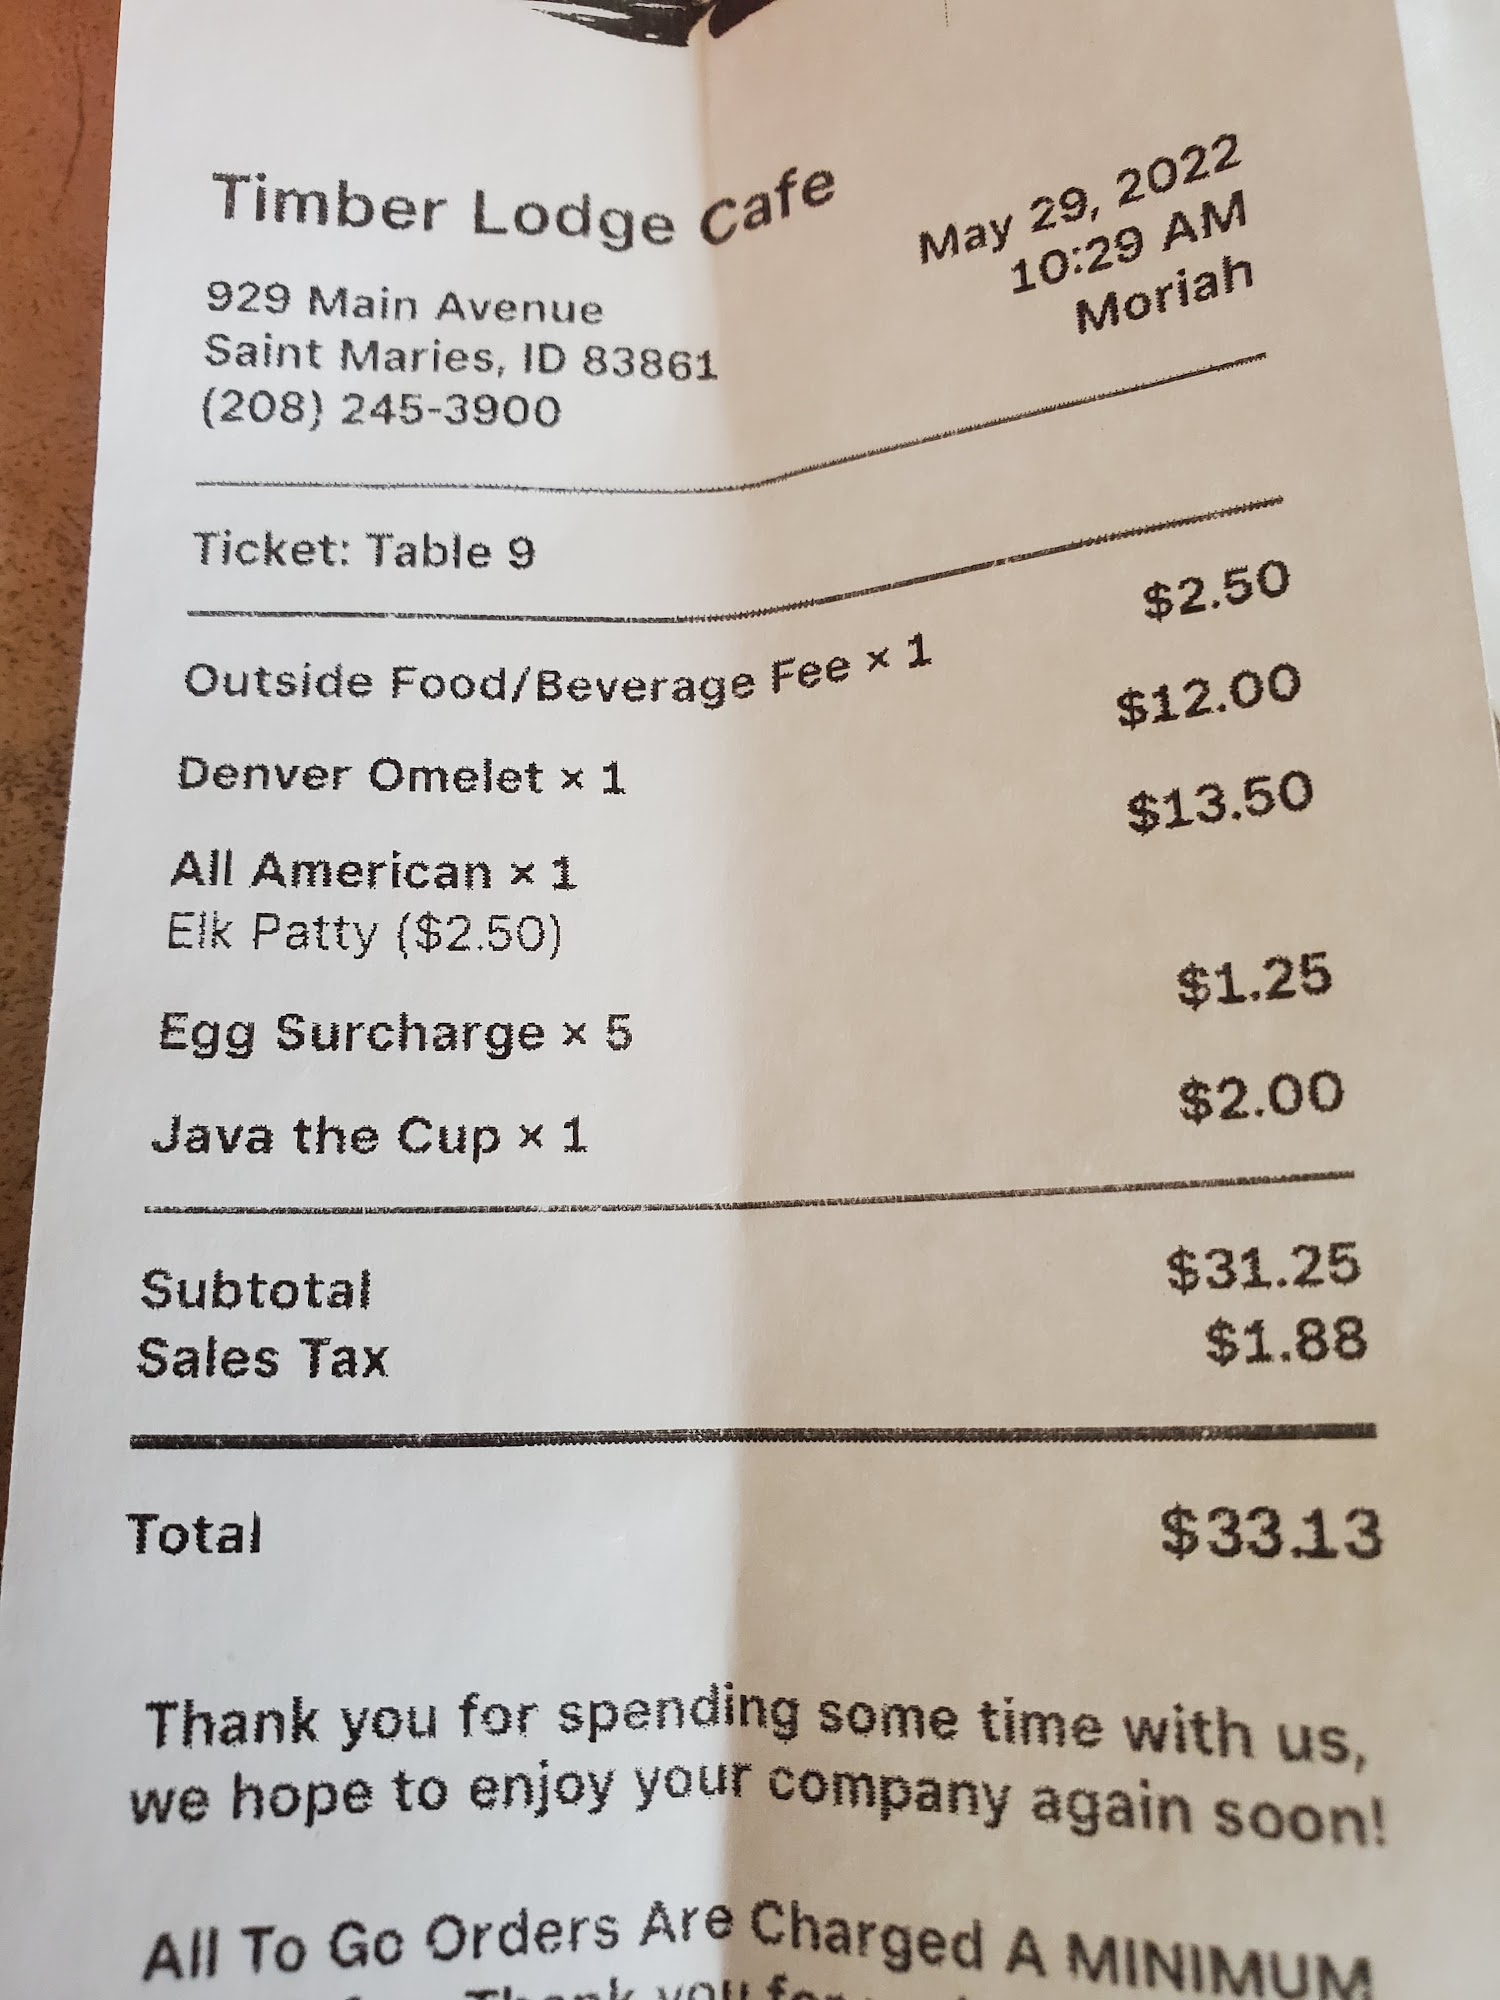 Timber Lodge Cafe
May 29, 2022
10:29 AM
Moriah
929 Main Avenue
Saint Maries, ID 83861
(208) 245-3900
Ticket: Table 9
Outside Food/Beverage Fee × 1 $2.50
Denver Omelet × 1 $12.00
All American × 1 $13.50
Elk Patty ($2.50)
Egg Surcharge × 5 $1.25
Java the Cup × 1 $2.00
Subtotal $31.25
Sales Tax $1.88
Total $33.13
Thank you for spending some time with us,
we hope to enjoy your company again soon!
All To Go Orders Are Charged A MINIMUM
Thank you for